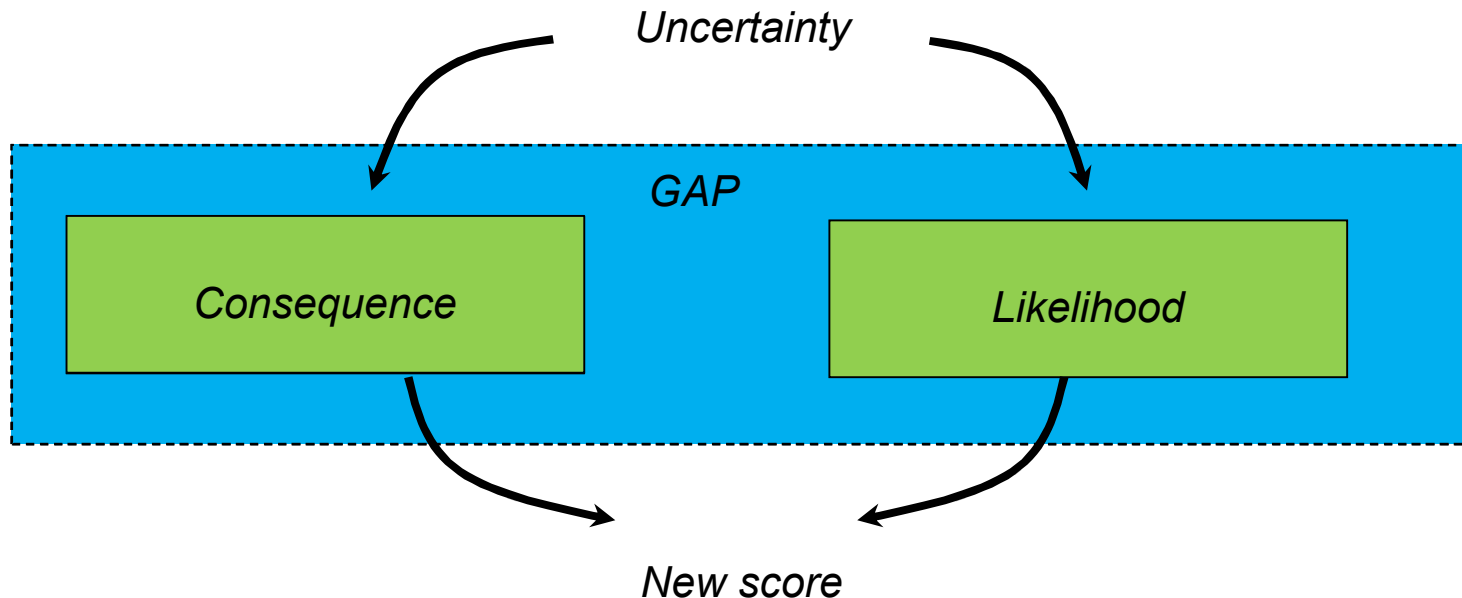 Uncertainty
GAP
Consequence
Likelihood
New score